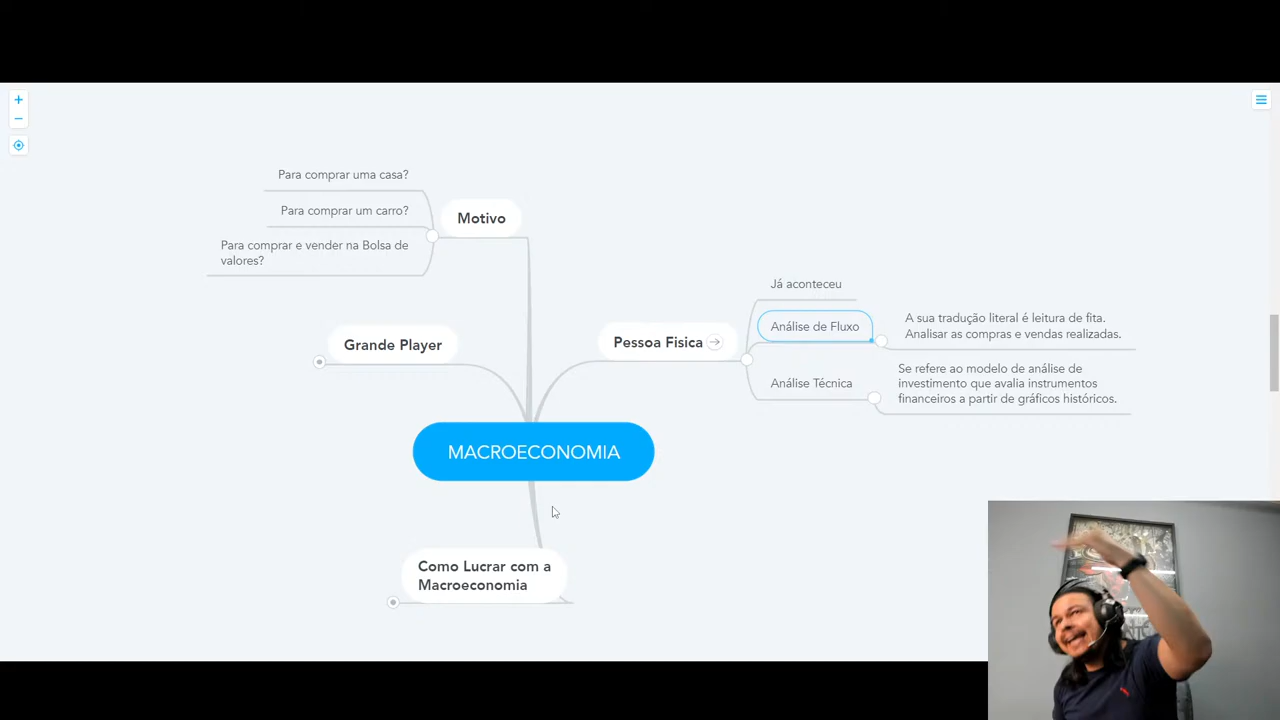 Para comprar uma casa?
Para comprar um carro?
Motivo
Para comprar e vender na Bolsa de
valores?
Já aconteceu
Análise de Fluxo
A sua tradução literal é leitura de fita.
Analisar as compras e vendas realizadas.
Grande Player
Pessoa Fisica
Análise Técnica
Se refere ao modelo de análise de
investimento que avalia instrumentos
financeiros a partir de gráficos históricos.
MACROECONOMIA
Como Lucrar com a
Macroeconomia